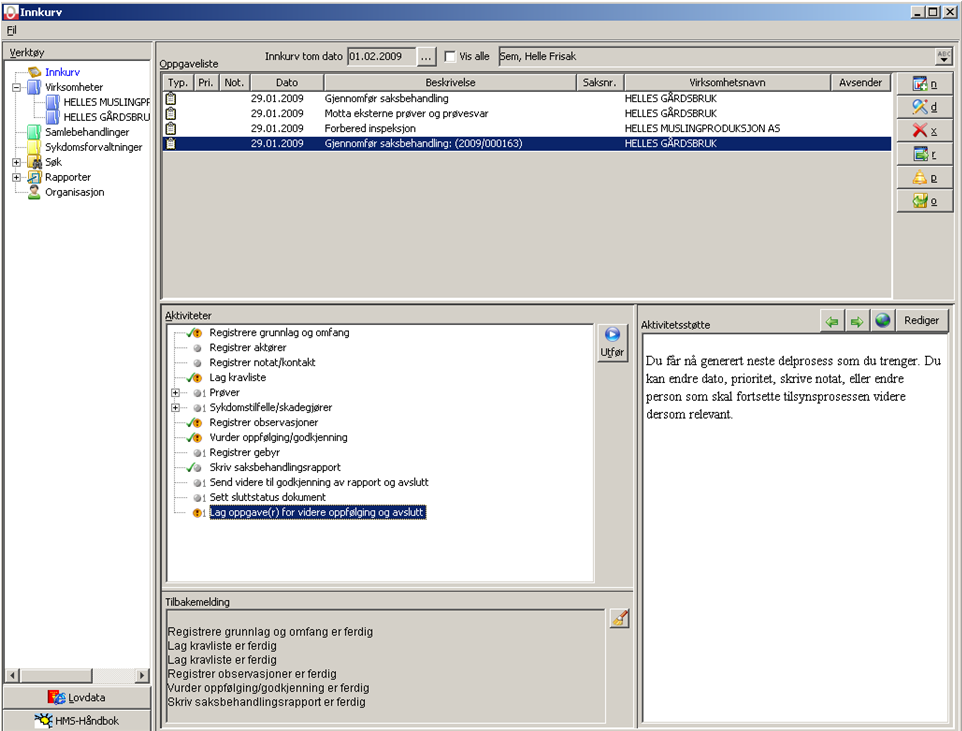 Innkurv
Fil
Verktøy
Innkurv
Virksomheter
HELLES MUSLINGPF
HELLES GÅRDSBRU
Samlebehandlinger
Sykdomsforvaltninger
Søk
Rapporter
Organisasjon
Lovdata
HMS-Håndbok
Oppgaveliste
Innkurv tom dato 01.02.2009 ... Vis alle Sem, Helle Frisak
ABC
Typ. Pri. Not. Dato Beskrivelse Saksnr. Virksomhetsnavn Avsender
29.01.2009 Gjennomfør saksbehandling HELLES GÅRDSBRUK
29.01.2009 Motta eksterne prøver og prøvesvar HELLES GÅRDSBRUK
29.01.2009 Forbered inspeksjon HELLES MUSLINGPRODUKSJON AS
29.01.2009 Gjennomfør saksbehandling: (2009/000163) HELLES GÅRDSBRUK
n
d
x
r
p
o
Aktiviteter
Registrere grunnlag og omfang
Registrer aktører
Registrer notat/kontakt
Lag kravliste
1 Prøver
1 Sykdomstilfelle/skadegjører
Registrer observasjoner
Vurder oppfølging/godkjenning
1 Registrer gebyr
Skriv saksbehandlingsrapport
1 Send videre til godkjenning av rapport og avslutt
1 Sett sluttstatus dokument
1 Lag oppgave(r) for videre oppfølging og avslutt
Utfør
Tilbakemelding
Registrere grunnlag og omfang er ferdig
Lag kravliste er ferdig
Lag kravliste er ferdig
Registrer observasjoner er ferdig
Vurder oppfølging/godkjenning er ferdig
Skriv saksbehandlingsrapport er ferdig
Aktivitetsstøtte
Rediger
Du får nå generert neste delprosess som du trenger. Du
kan endre dato, prioritet, skrive notat, eller endre
person som skal fortsette tilsynsprosessen videre
dersom relevant.